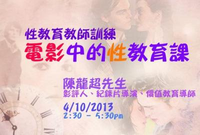 性教育教師訓練
電影中的性教育課
陳龍超先生
影評人、紀錄片導演、價值教育導師
4/10/2013
2:30 ~ 5:30pm